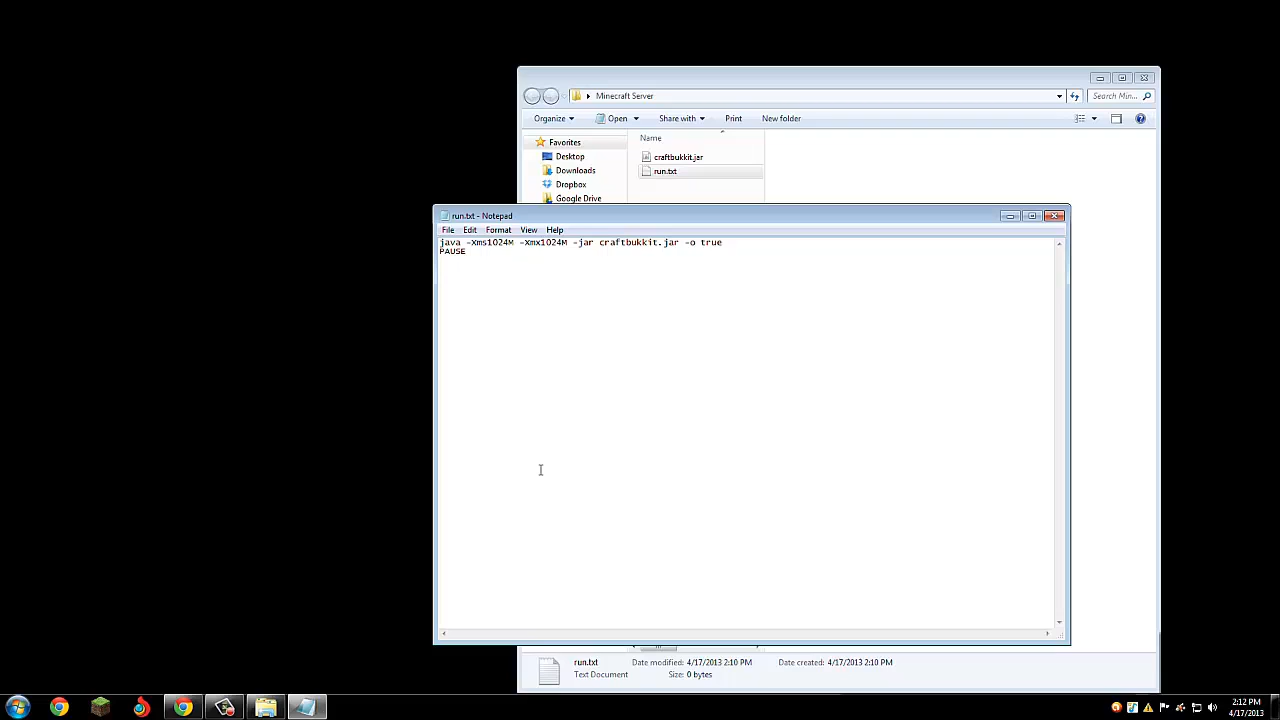 Minecraft Server
Search Min...
Organize
Open
Share with
Print
New folder
Favorites
Desktop
Downloads
Dropbox
Google Drive
Name
craftbukkit.jar
run.txt
run.txt - Notepad
File Edit Format View Help
java -Xms1024M -Xmx1024M -jar craftbukkit.jar -o true
PAUSE
run.txt Date modified: 4/17/2013 2:10 PM Date created: 4/17/2013 2:10 PM
Text Document Size: 0 bytes
2:12 PM
4/17/2013